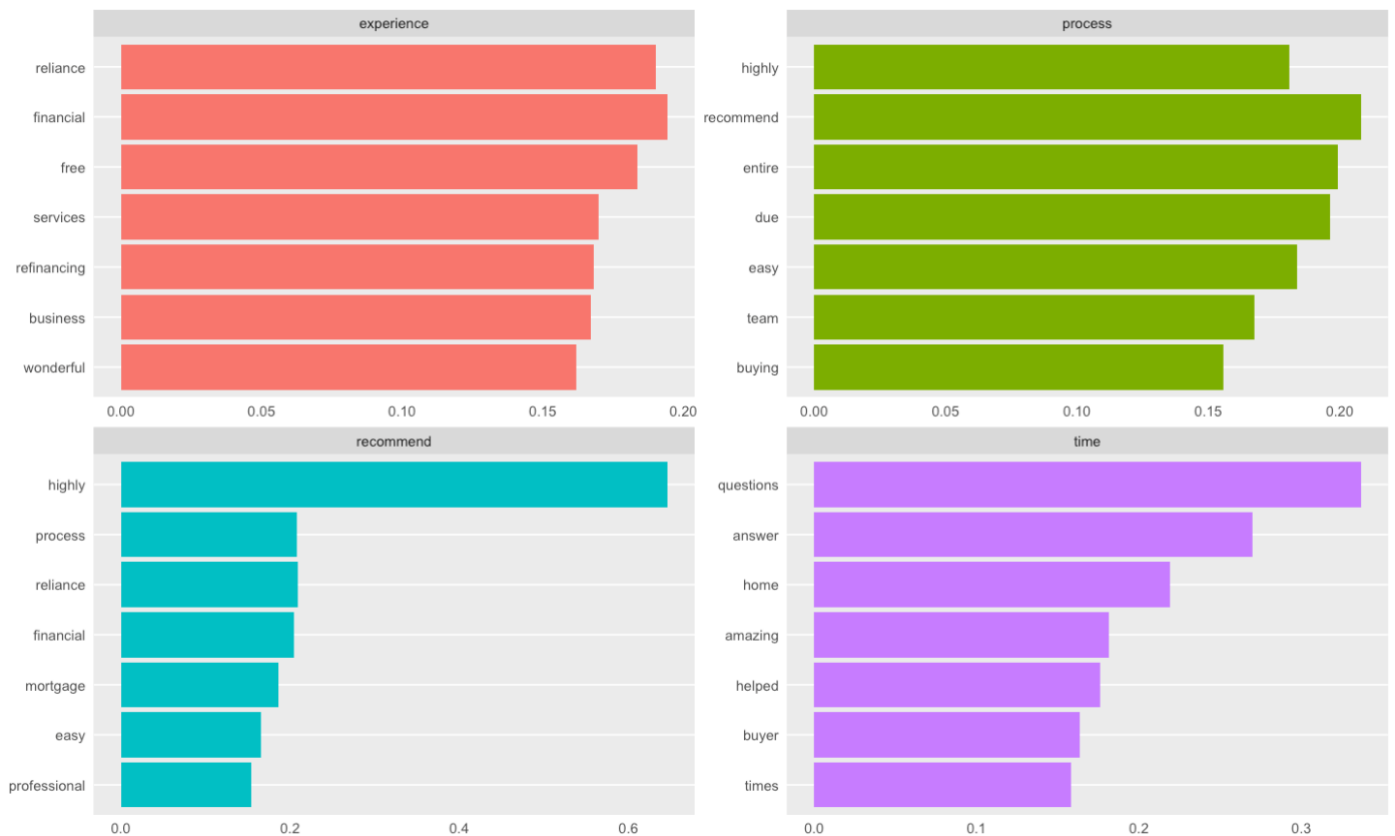 experience
reliance
financial
free
services
refinancing
business
wonderful
0.00 0.05 0.10 0.15 0.20
process
highly
recommend
entire
due
easy
team
buying
0.00 0.05 0.10 0.15 0.20
recommend
highly
process
reliance
financial
mortgage
easy
professional
0.0 0.2 0.4 0.6
time
questions
answer
home
amazing
helped
buyer
times
0.0 0.1 0.2 0.3